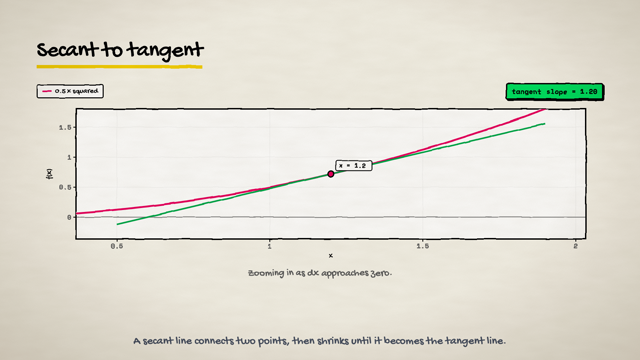 Secant to tangent
0.5 x squared
tangent slope = 1.20
1.5
1
0.5
0
f(x)
x = 1.2
0.5
1
1.5
2
x
Zooming in as dx approaches zero.
A secant line connects two points, then shrinks until it becomes the tangent line.